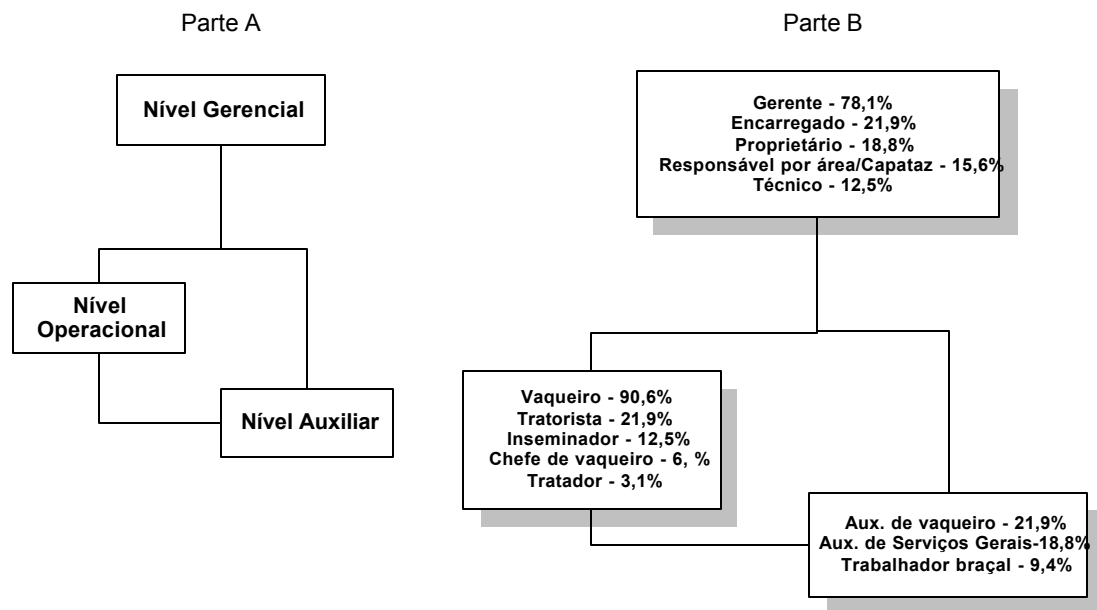 Parte A
Nível Gerencial
Nível
Operacional
Nível Auxiliar
Parte B
Gerente - 78,1%
Encarregado - 21,9%
Proprietário - 18,8%
Responsável por área/Capataz - 15,6%
Técnico - 12,5%
Vaqueiro - 90,6%
Tratorista - 21,9%
Inseminador - 12,5%
Chefe de vaqueiro - 6, %
Tratador - 3,1%
Aux. de vaqueiro - 21,9%
Aux. de Serviços Gerais-18,8%
Trabalhador braçal - 9,4%